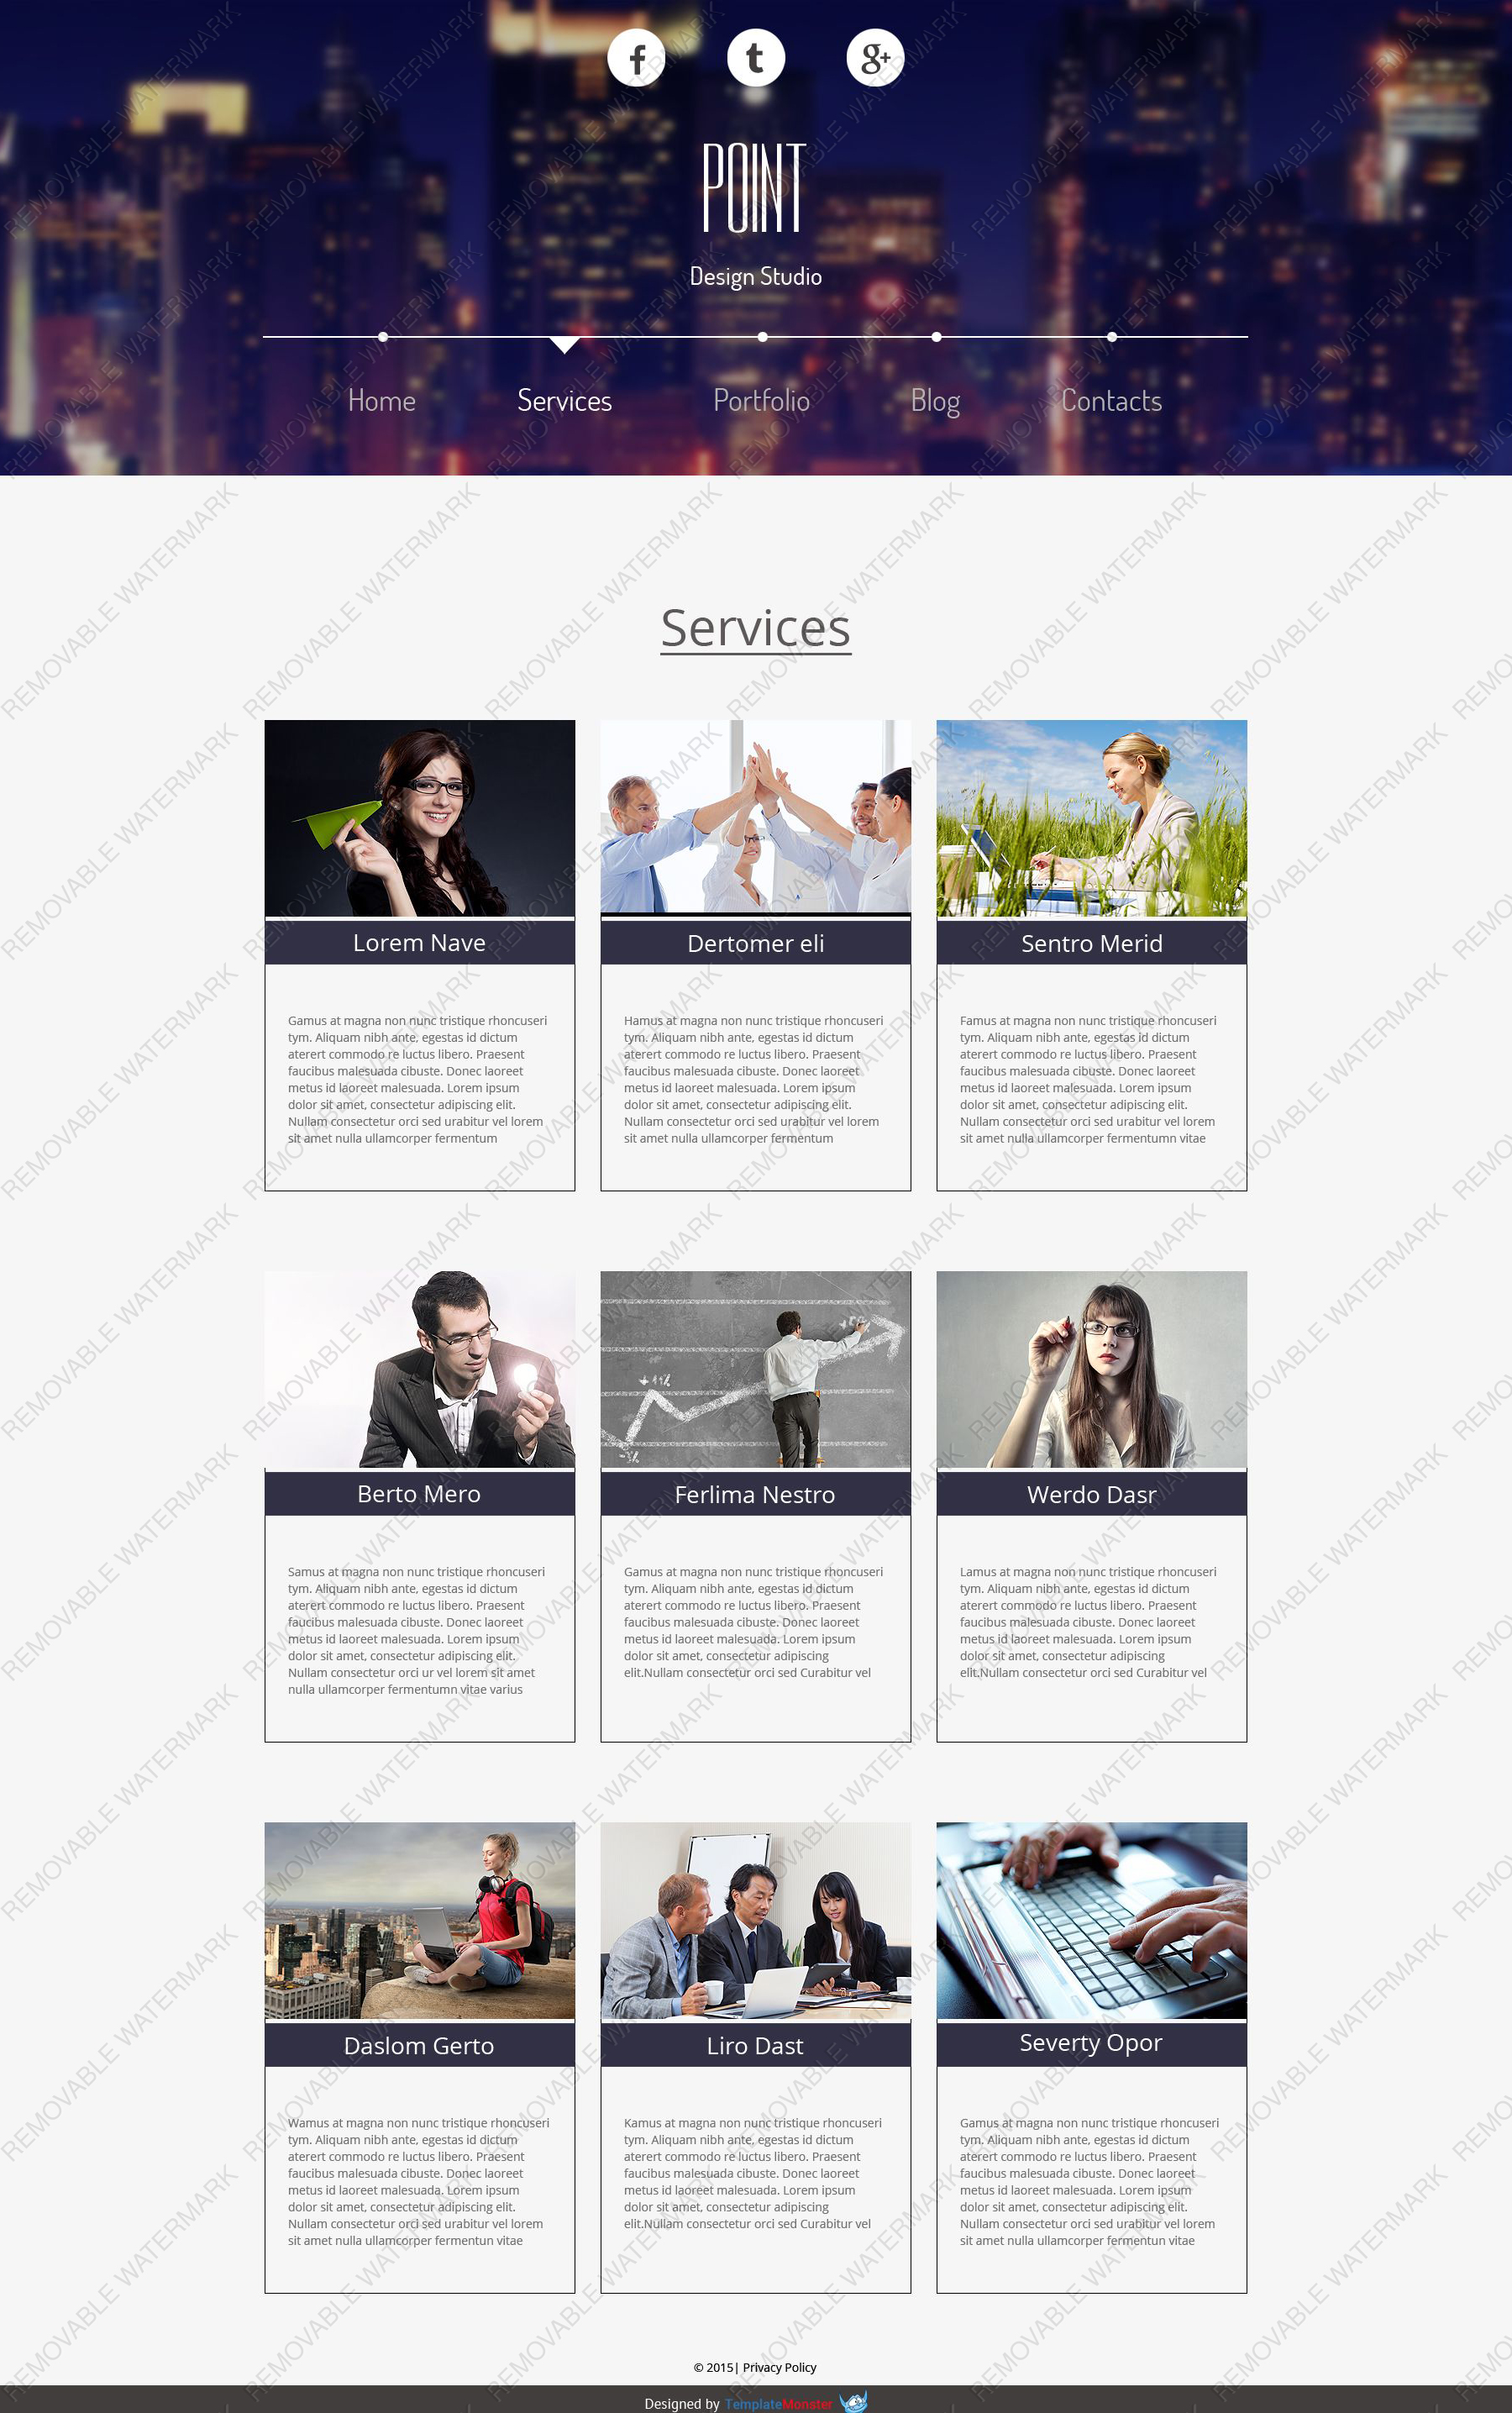 POINT
Design Studio
Home Services Portfolio Blog Contacts
Services
Lorem Nave
Gamus at magna non nunc tristique rhoncuseri
tym. Aliquam nibh ante, egestas id dictum
aterert commodo re luctus libero. Praesent
faucibus malesuada cibuste. Donec laoreet
metus id laoreet malesuada. Lorem ipsum
dolor sit amet, consectetur adipiscing elit.
Nullam consectetur orci sed urabitur vel lorem
sit amet nulla ullamcorper fermentum
Dertomer eli
Hamus at magna non nunc tristique rhoncuseri
tym. Aliquam nibh ante, egestas id dictum
aterert commodo re luctus libero. Praesent
faucibus malesuada cibuste. Donec laoreet
metus id laoreet malesuada. Lorem ipsum
dolor sit amet, consectetur adipiscing elit.
Nullam consectetur orci sed urabitur vel lorem
sit amet nulla ullamcorper fermentum
Sentro Merid
Famus at magna non nunc tristique rhoncuseri
tym. Aliquam nibh ante, egestas id dictum
aterert commodo re luctus libero. Praesent
faucibus malesuada cibuste. Donec laoreet
metus id laoreet malesuada. Lorem ipsum
dolor sit amet, consectetur adipiscing elit.
Nullam consectetur orci sed urabitur vel lorem
sit amet nulla ullamcorper fermentumn vitae
Berto Mero
Samus at magna non nunc tristique rhoncuseri
tym. Aliquam nibh ante, egestas id dictum
aterert commodo re luctus libero. Praesent
faucibus malesuada cibuste. Donec laoreet
metus id laoreet malesuada. Lorem ipsum
dolor sit amet, consectetur adipiscing elit.
Nullam consectetur orci ur vel lorem sit amet
nulla ullamcorper fermentumn vitae varius
+11%
Ferlima Nestro
Gamus at magna non nunc tristique rhoncuseri
tym. Aliquam nibh ante, egestas id dictum
aterert commodo re luctus libero. Praesent
faucibus malesuada cibuste. Donec laoreet
metus id laoreet malesuada. Lorem ipsum
dolor sit amet, consectetur adipiscing
elit.Nullam consectetur orci sed Curabitur vel
Werdo Dasr
Lamus at magna non nunc tristique rhoncuseri
tym. Aliquam nibh ante, egestas id dictum
aterert commodo re luctus libero. Praesent
faucibus malesuada cibuste. Donec laoreet
metus id laoreet malesuada. Lorem ipsum
dolor sit amet, consectetur adipiscing
elit.Nullam consectetur orci sed Curabitur vel
Daslom Gerto
Wamus at magna non nunc tristique rhoncuseri
tym. Aliquam nibh ante, egestas id dictum
aterert commodo re luctus libero. Praesent
faucibus malesuada cibuste. Donec laoreet
metus id laoreet malesuada. Lorem ipsum
dolor sit amet, consectetur adipiscing elit.
Nullam consectetur orci sed urabitur vel lorem
sit amet nulla ullamcorper fermentun vitae
Liro Dast
Kamus at magna non nunc tristique rhoncuseri
tym. Aliquam nibh ante, egestas id dictum
aterert commodo re luctus libero. Praesent
faucibus malesuada cibuste. Donec laoreet
metus id laoreet malesuada. Lorem ipsum
dolor sit amet, consectetur adipiscing
elit.Nullam consectetur orci sed Curabitur vel
Severty Opor
Gamus at magna non nunc tristique rhoncuseri
tym. Aliquam nibh ante, egestas id dictum
aterert commodo re luctus libero. Praesent
faucibus malesuada cibuste. Donec laoreet
metus id laoreet malesuada. Lorem ipsum
dolor sit amet, consectetur adipiscing elit.
Nullam consectetur orci sed urabitur vel lorem
sit amet nulla ullamcorper fermentun vitae
© 2015| Privacy Policy
Designed by TemplateMonster
REMOVABLE WATERMARK